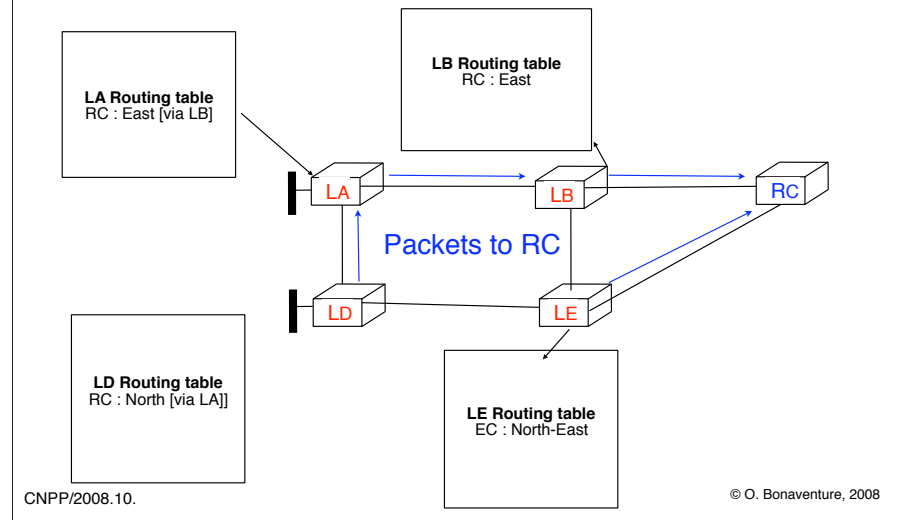 LB Routing table
RC : East
LA Routing table
RC : East [via LB]
LA
LB
RC
Packets to RC
LD
LE
LD Routing table
RC : North [via LA]]
LE Routing table
EC : North-East
CNPP/2008.10.
© O. Bonaventure, 2008